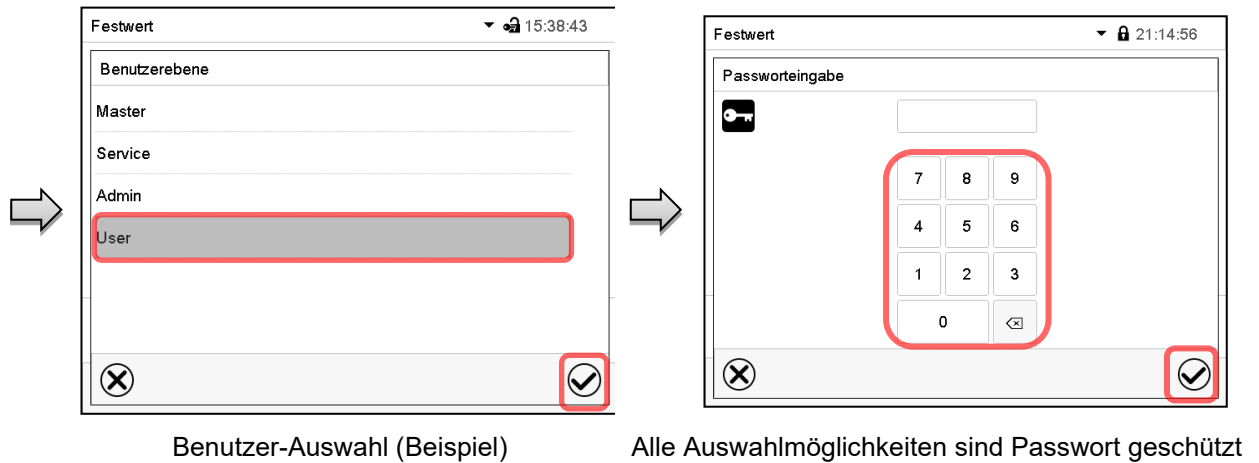 Festwert 15:38:43
Benutzerebene
Master
Service
Admin
User
Benutzer-Auswahl (Beispiel)
Festwert 21:14:56
Passworteingabe
7 8 9
4 5 6
1 2 3
0
Alle Auswahlmöglichkeiten sind Passwort geschützt